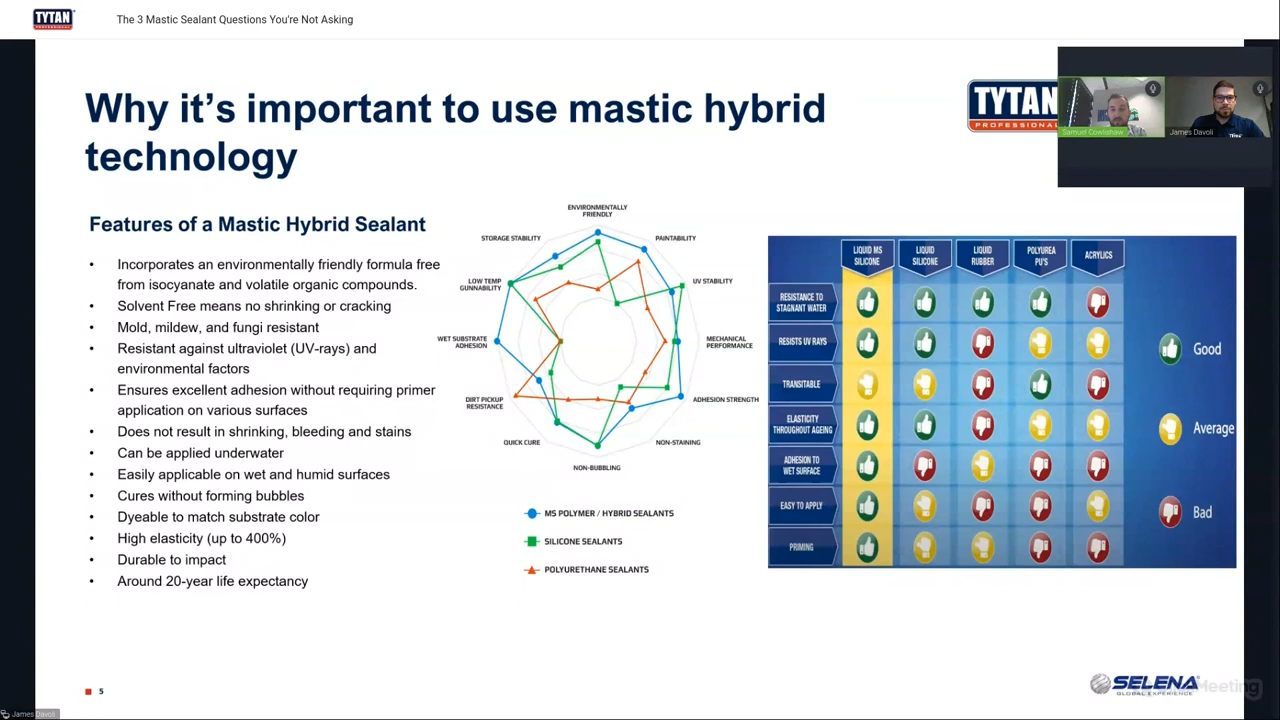 TYTAN
PROFESSIONAL
The 3 Mastic Sealant Questions You're Not Asking
Why it's important to use mastic hybrid
technology
TYTAN
PROFESSIONAL
Samuel Cowlishaw
James Davoli
Features of a Mastic Hybrid Sealant
• Incorporates an environmentally friendly formula free
from isocyanate and volatile organic compounds.
• Solvent Free means no shrinking or cracking
• Mold, mildew, and fungi resistant
• Resistant against ultraviolet (UV-rays) and
environmental factors
• Ensures excellent adhesion without requiring primer
application on various surfaces
• Does not result in shrinking, bleeding and stains
• Can be applied underwater
• Easily applicable on wet and humid surfaces
• Cures without forming bubbles
• Dyeable to match substrate color
• High elasticity (up to 400%)
• Durable to impact
• Around 20-year life expectancy
ENVIRONMENTALLY
FRIENDLY
PAINTABILITY
UV STABILITY
MECHANICAL
PERFORMANCE
ADHESION STRENGTH
NON-STAINING
NON-BUBBLING
QUICK CURE
DIRT PICKUP
RESISTANCE
WET SUBSTRATE
ADHESION
LOW TEMP
GUNNABILITY
STORAGE STABILITY
MS POLYMER / HYBRID SEALANTS
SILICONE SEALANTS
POLYURETHANE SEALANTS
LIQUID MS
SILICONE
LIQUID
SILICONE
LIQUID
RUBBER
POLYUREA
PU'S
ACRYLICS
RESISTANCE TO
STAGNANT WATER
RESISTS UV RAYS
TRANSITABLE
ELASTICITY
THROUGHOUT AGEING
ADHESION TO
WET SURFACE
EASY TO APPLY
PRIMING
Good
Average
Bad
5
SELENA
GLOBAL EXPERIENCE
Meeting
James Davoli